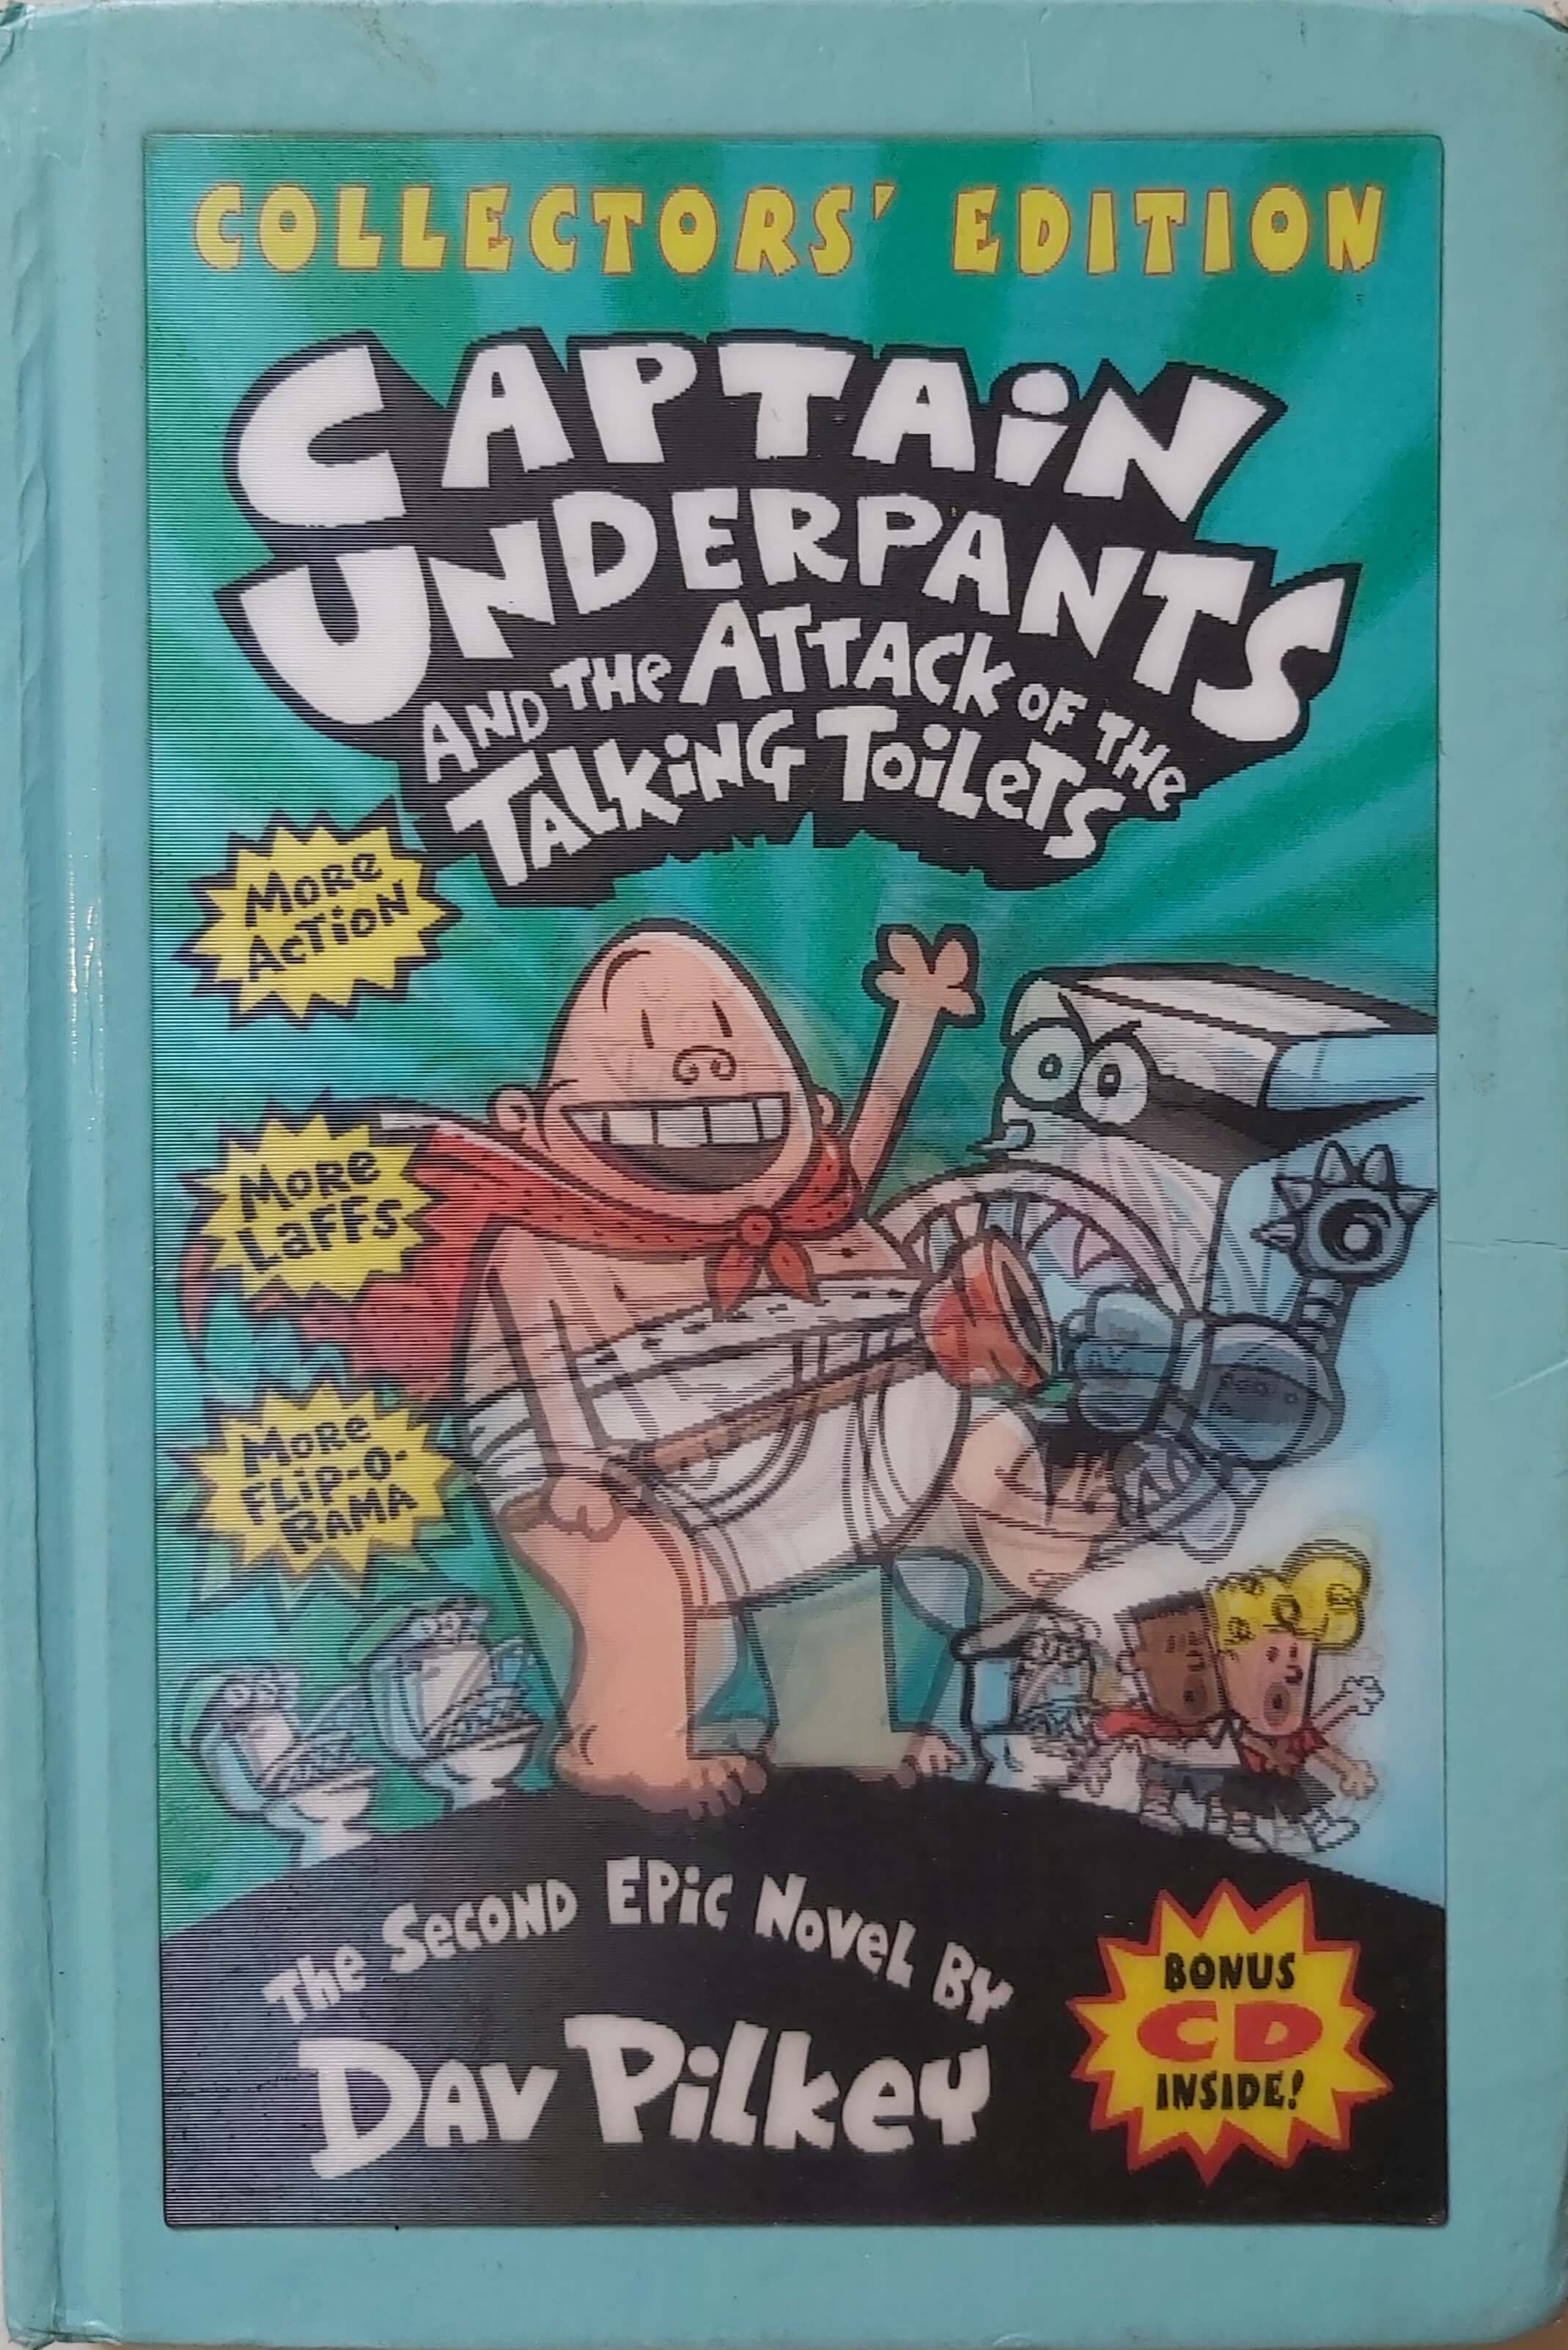 COLLECTORS' EDITION
CAPTAiN
UNDERPANTS
AND THe ATTACK OF THe
TALKiNG ToiLeTS
MoRe
AcTioN
MoRe
LaFFs
MoRe
FLiP-O-
RAMA
The SeCOND EPic NoveL BY
DAV PiLkeY
BONUS
CD
INSIDE!